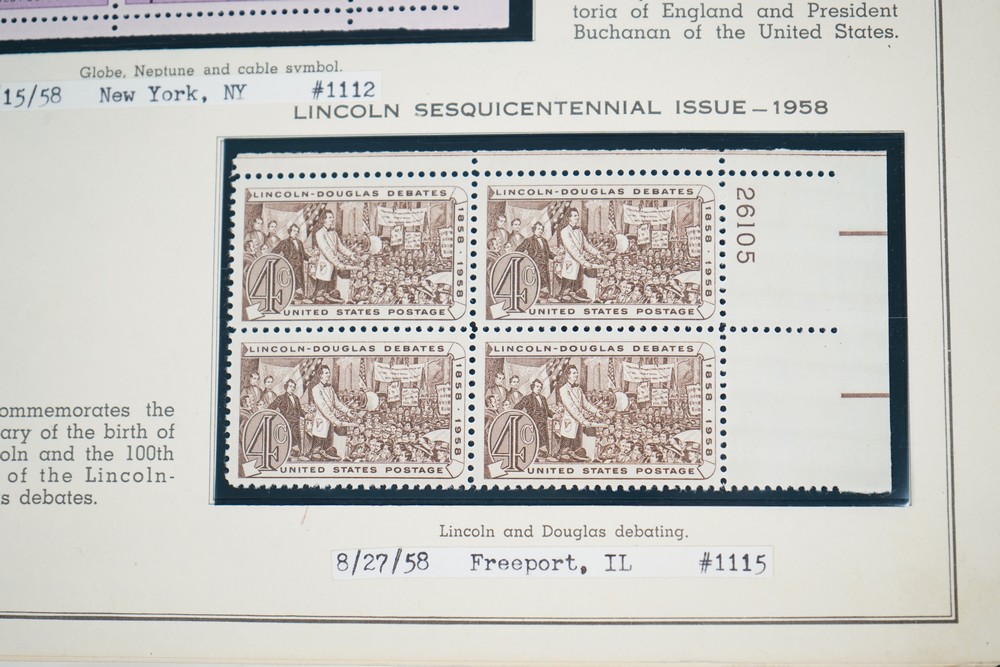 toria of England and President
Buchanan of the United States.
Globe, Neptune and cable symbol.
15/58 New York, NY #1112
LINCOLN SESQUICENTENNIAL ISSUE – 1958
LINCOLN-DOUGLAS DEBATES
1858 · 1958
4c
UNITED STATES POSTAGE
LINCOLN-DOUGLAS DEBATES
1858 · 1958
4c
UNITED STATES POSTAGE
26105
LINCOLN-DOUGLAS DEBATES
1858 · 1958
4c
UNITED STATES POSTAGE
LINCOLN-DOUGLAS DEBATES
1858 · 1958
4c
UNITED STATES POSTAGE
ommemorates the
ary of the birth of
oln and the 100th
of the Lincoln-
s debates.
Lincoln and Douglas debating.
8/27/58 Freeport, IL #1115